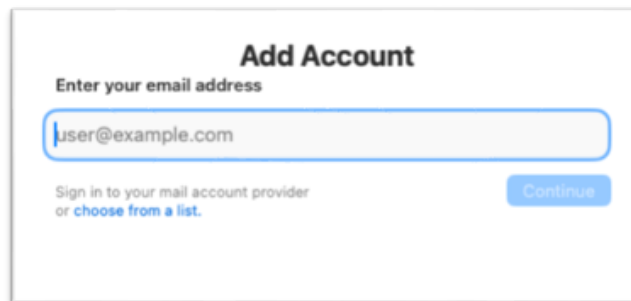 Add Account
Enter your email address
user@example.com
Sign in to your mail account provider
or choose from a list.
Continue